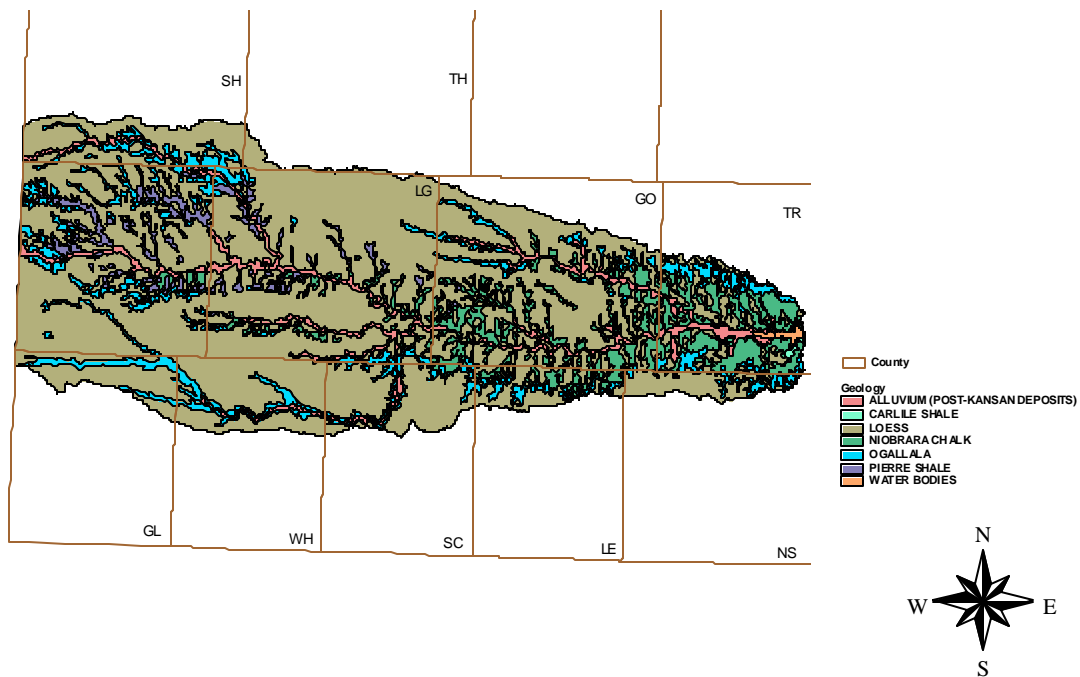 SH
TH
LG
GO
TR
County
Geology
ALLUVIUM (POST-KANSAN DEPOSITS)
CARLILE SHALE
LOESS
NIOBRARA CHALK
OGALLALA
PIERRE SHALE
WATER BODIES
GL
WH
SC
LE
NS
N
W
E
S